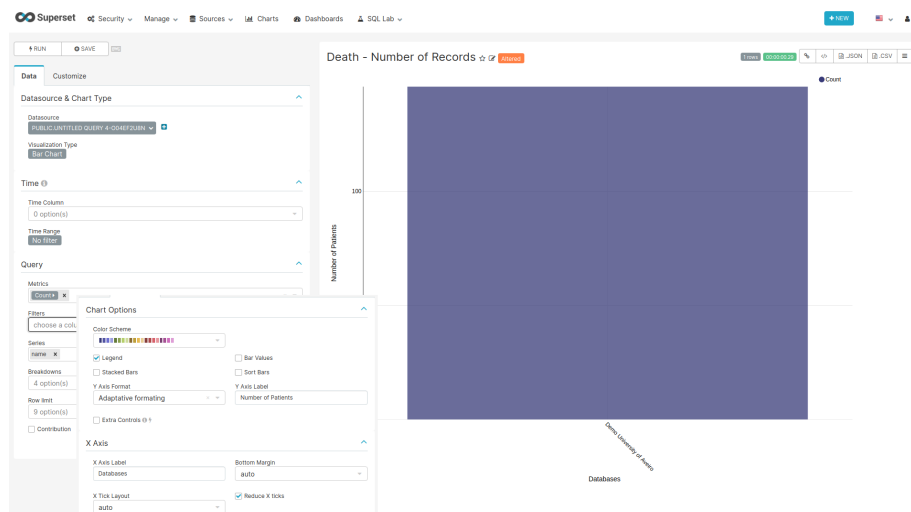 Superset Security Manage Sources Charts Dashboards SQL Lab + NEW
RUN SAVE
Death - Number of Records Altered 1 rows 00:00:00.28 .JSON .CSV
Data Customize
Count
Datasource & Chart Type
Datasource
Visualization Type
Bar Chart
Time
Time Column
0 option(s)
Time Range
No filter
Query
Metrics
Count
Filters
choose a colu
Series
name
Breakdowns
4 option(s)
Row limit
9 option(s)
Contribution
Chart Options
Color Scheme
Legend Bar Values
Stacked Bars Sort Bars
Y Axis Format Y Axis Label
Adaptative formating Number of Patients
Extra Controls
X Axis
X Axis Label Bottom Margin
Databases auto
X Tick Layout Reduce X ticks
auto
100
Number of Patients
Demo University of Aveiro
Databases